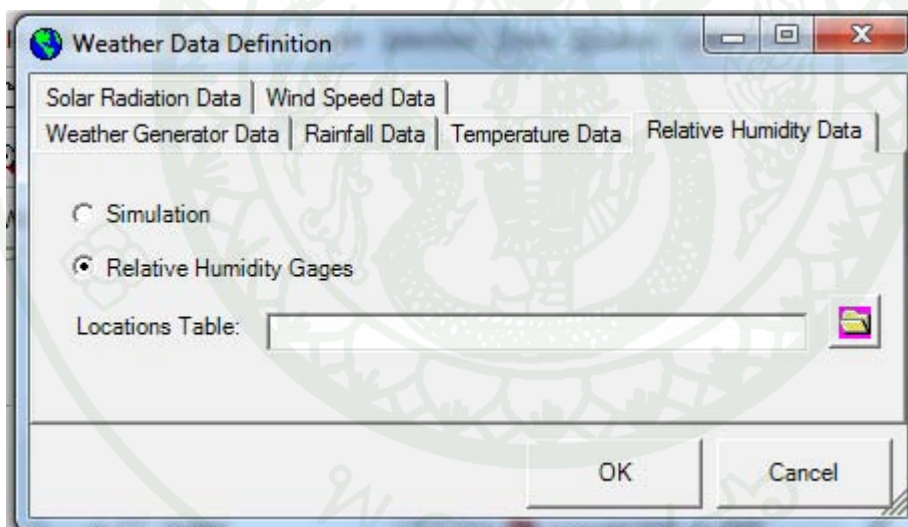 Weather Data Definition
Solar Radiation Data Wind Speed Data
Weather Generator Data Rainfall Data Temperature Data Relative Humidity Data
Simulation
Relative Humidity Gages
Locations Table:
OK Cancel